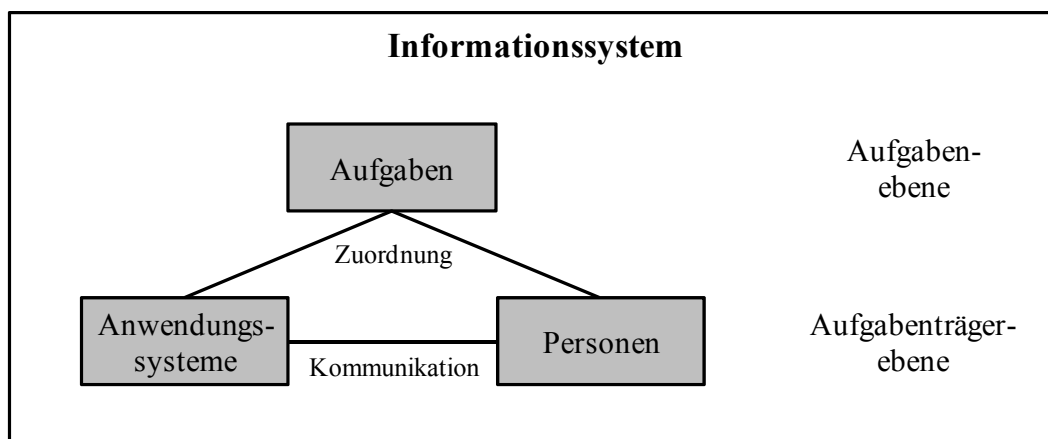 Informationssystem
Aufgaben
Aufgaben-
ebene
Zuordnung
Anwendungs-
systeme
Kommunikation
Personen
Aufgabenträger-
ebene